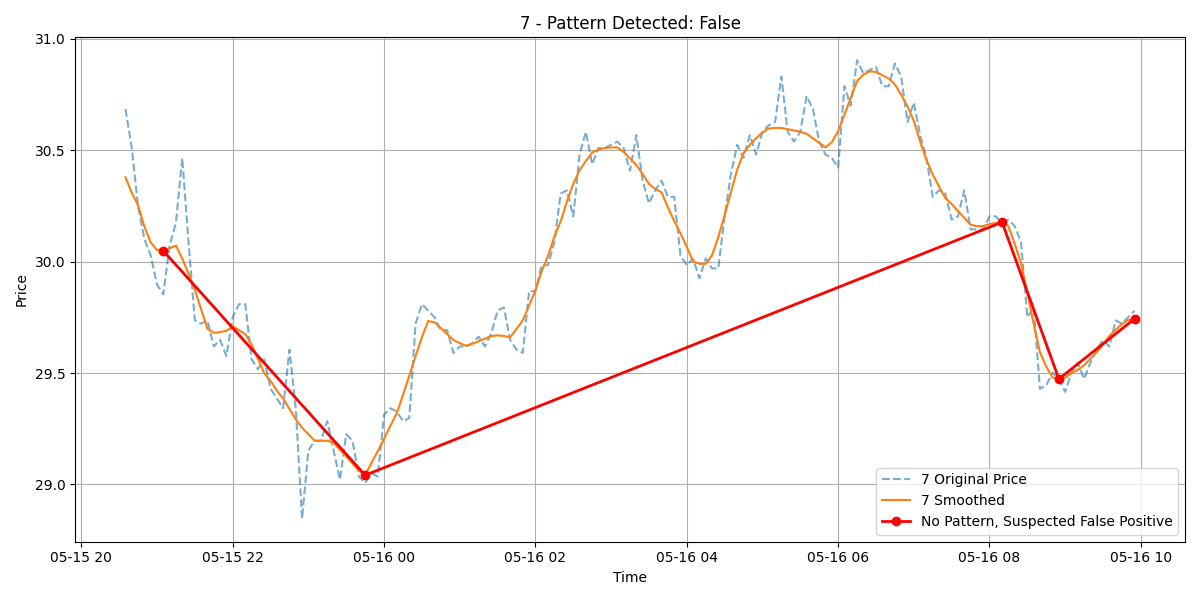 7 - Pattern Detected: False
Price
31.0
30.5
30.0
29.5
29.0
7 Original Price
7 Smoothed
No Pattern, Suspected False Positive
05-15 20 05-15 22 05-16 00 05-16 02 05-16 04 05-16 06 05-16 08 05-16 10
Time